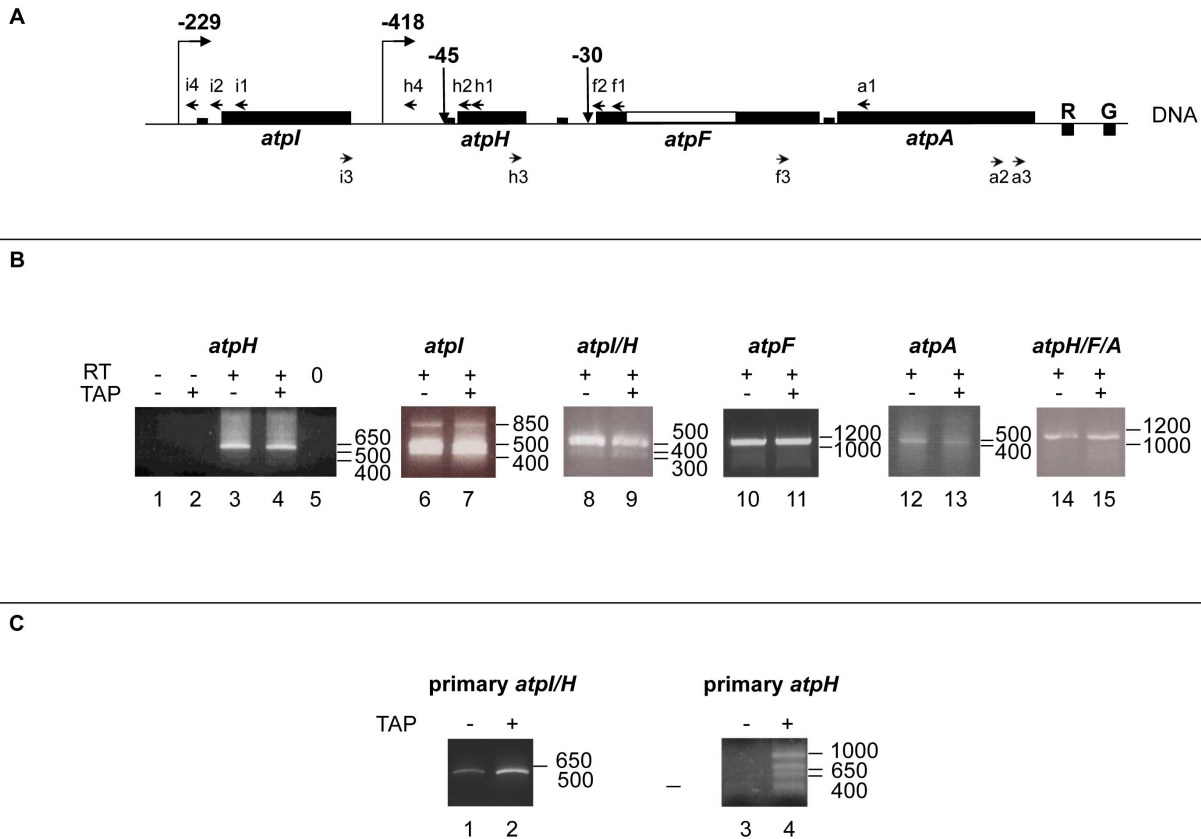 A
-229
-418
-45
-30
i4 i2 i1 h4 h2 h1 f2 f1 a1
R G DNA
atpI atpH atpF atpA
i3 h3 f3 a2 a3
B
atpH atpI atpI/H atpF atpA atpH/F/A
RT - - + + 0 + + + + + + + + + +
TAP - + - + - + - + - + - + - +
650 500 400
850 500 400
500 400 300
1200 1000
500 400
1200 1000
1 2 3 4 5 6 7 8 9 10 11 12 13 14 15
C
primary atpI/H primary atpH
TAP - + - +
650 500
1000 650 400
1 2 3 4